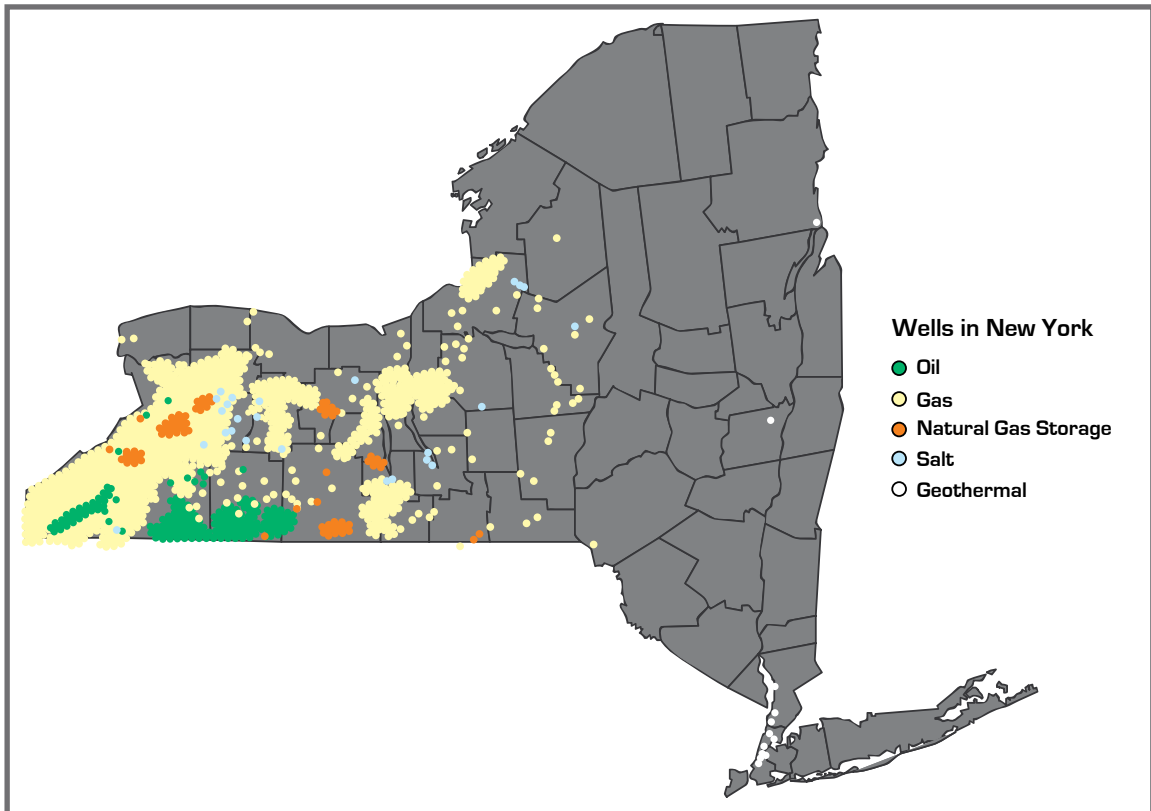 Wells in New York
Oil
Gas
Natural Gas Storage
Salt
Geothermal